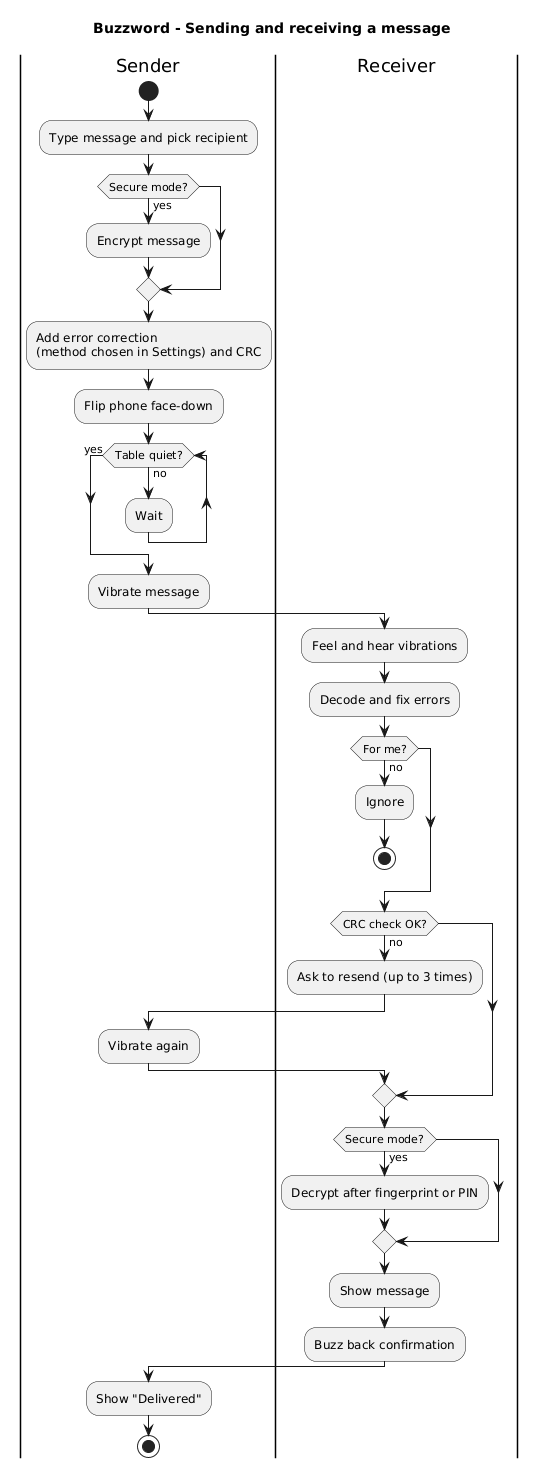 Buzzword - Sending and receiving a message
Sender
Receiver
Type message and pick recipient
Secure mode?
yes
Encrypt message
Add error correction
(method chosen in Settings) and CRC
Flip phone face-down
yes
Table quiet?
no
Wait
Vibrate message
Feel and hear vibrations
Decode and fix errors
For me?
no
Ignore
CRC check OK?
no
Ask to resend (up to 3 times)
Vibrate again
Secure mode?
yes
Decrypt after fingerprint or PIN
Show message
Buzz back confirmation
Show "Delivered"